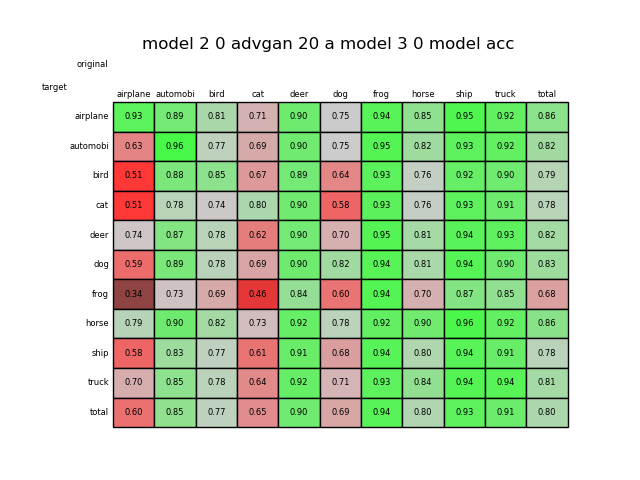 model 2 0 advgan 20 a model 3 0 model acc
original
target
airplane automobi bird cat deer dog frog horse ship truck total
airplane 0.93 0.89 0.81 0.71 0.90 0.75 0.94 0.85 0.95 0.92 0.86
automobi 0.63 0.96 0.77 0.69 0.90 0.75 0.95 0.82 0.93 0.92 0.82
bird 0.51 0.88 0.85 0.67 0.89 0.64 0.93 0.76 0.92 0.90 0.79
cat 0.51 0.78 0.74 0.80 0.90 0.58 0.93 0.76 0.93 0.91 0.78
deer 0.74 0.87 0.78 0.62 0.90 0.70 0.95 0.81 0.94 0.93 0.82
dog 0.59 0.89 0.78 0.69 0.90 0.82 0.94 0.81 0.94 0.90 0.83
frog 0.34 0.73 0.69 0.46 0.84 0.60 0.94 0.70 0.87 0.85 0.68
horse 0.79 0.90 0.82 0.73 0.92 0.78 0.92 0.90 0.96 0.92 0.86
ship 0.58 0.83 0.77 0.61 0.91 0.68 0.94 0.80 0.94 0.91 0.78
truck 0.70 0.85 0.78 0.64 0.92 0.71 0.93 0.84 0.94 0.94 0.81
total 0.60 0.85 0.77 0.65 0.90 0.69 0.94 0.80 0.93 0.91 0.80